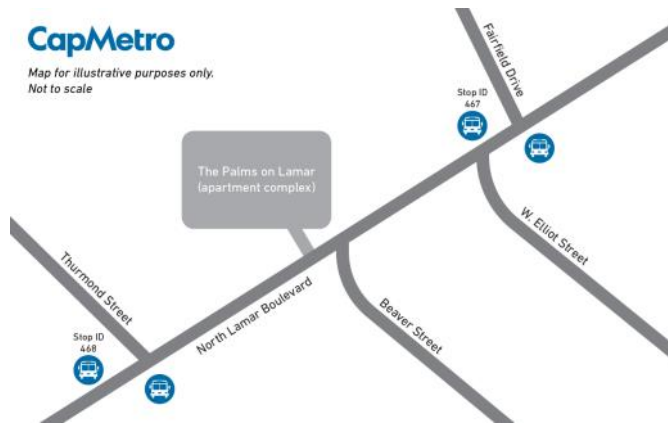 CapMetro
Map for illustrative purposes only.
Not to scale
Fairfield Drive
Stop ID
467
The Palms on Lamar
(apartment complex)
W. Elliot Street
Thurmond Street
North Lamar Boulevard
Beaver Street
Stop ID
468